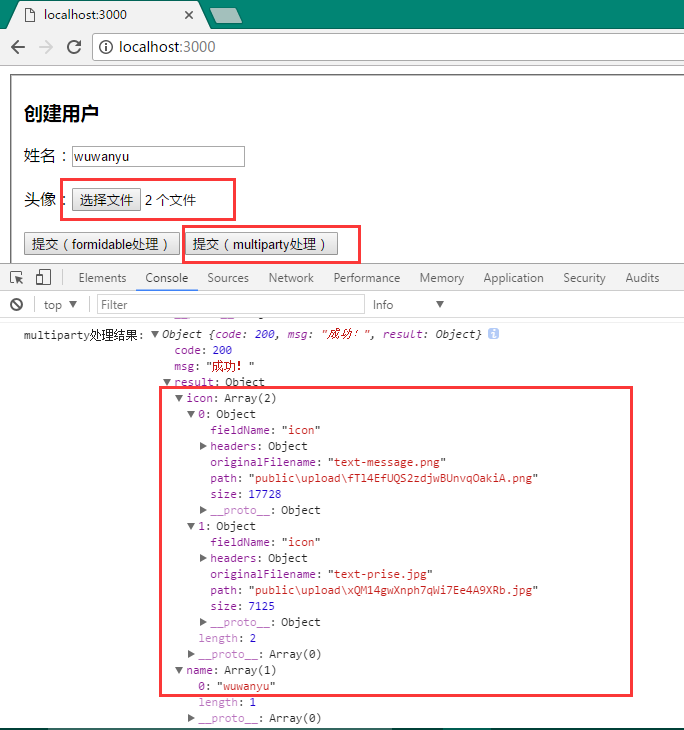 localhost:3000
localhost:3000
创建用户
姓名：wuwanyu
头像：选择文件 2 个文件
提交（formidable处理） 提交（multiparty处理）
Elements Console Sources Network Performance Memory Application Security Audits
top Filter Info
multiparty处理结果: Object {code: 200, msg: "成功！", result: Object}
code: 200
msg: "成功！"
result: Object
icon: Array(2)
0: Object
fieldName: "icon"
headers: Object
originalFilename: "text-message.png"
path: "public\upload\fTl4EfUQS2zdjwBUnvqOakiA.png"
size: 17728
__proto__: Object
1: Object
fieldName: "icon"
headers: Object
originalFilename: "text-prise.jpg"
path: "public\upload\xQM14gwXnph7qWi7Ee4A9XRb.jpg"
size: 7125
__proto__: Object
length: 2
__proto__: Array(0)
name: Array(1)
0: "wuwanyu"
length: 1
__proto__: Array(0)